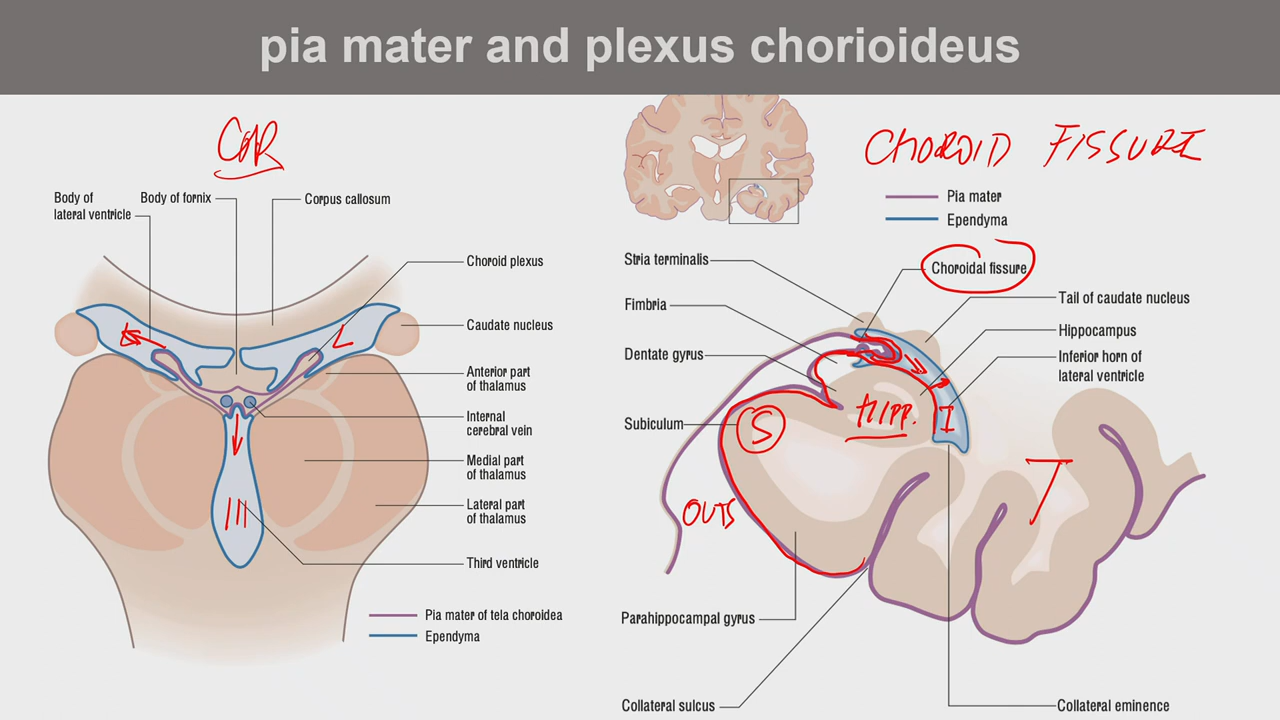 pia mater and plexus chorioideus
COR
CHOROID FISSURE
Body of
lateral ventricle
Body of fornix
Corpus callosum
Choroid plexus
Caudate nucleus
L
Anterior part
of thalamus
Internal
cerebral vein
Medial part
of thalamus
Lateral part
of thalamus
III
Third ventricle
Pia mater of tela choroidea
Ependyma
Pia mater
Ependyma
Stria terminalis
Choroidal fissure
Fimbria
Tail of caudate nucleus
Hippocampus
Dentate gyrus
Inferior horn of
lateral ventricle
Subiculum
S
HIPP.
I
T
OUTS
Parahippocampal gyrus
Collateral sulcus
Collateral eminence